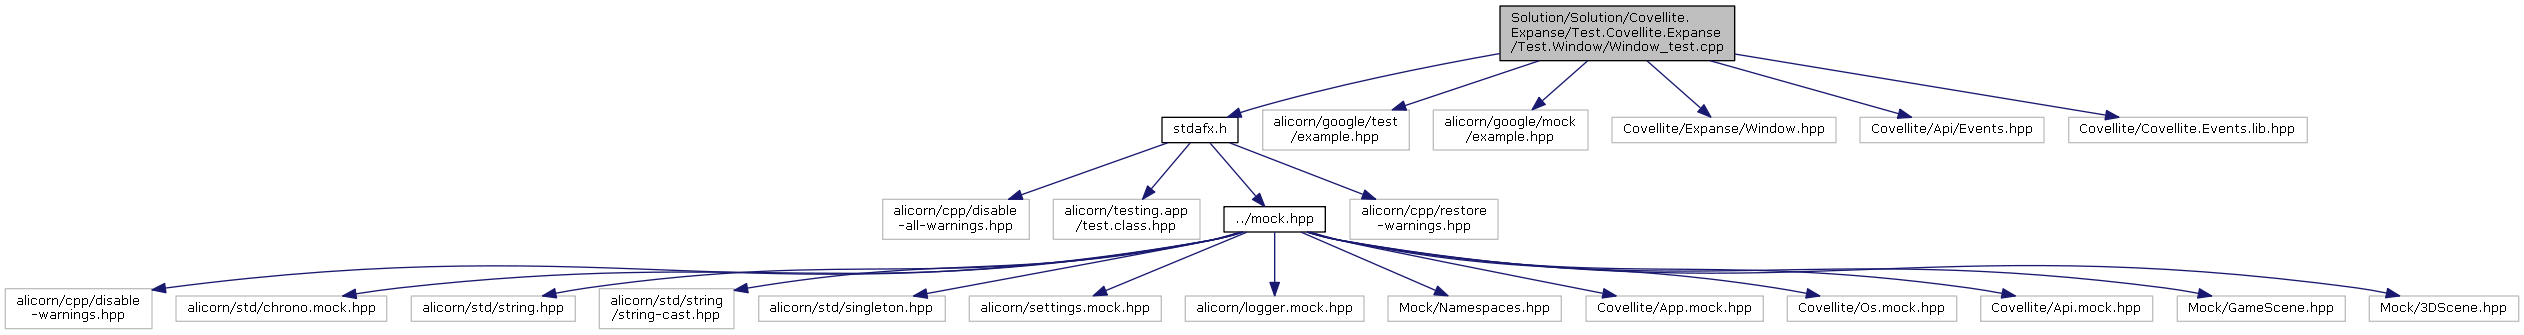 Solution/Solution/Covellite.
Expanse/Test.Covellite.Expanse
/Test.Window/Window_test.cpp
stdafx.h
alicorn/google/test
/example.hpp
alicorn/google/mock
/example.hpp
Covellite/Expanse/Window.hpp
Covellite/Api/Events.hpp
Covellite/Covellite.Events.lib.hpp
alicorn/cpp/disable
-all-warnings.hpp
alicorn/testing.app
/test.class.hpp
../mock.hpp
alicorn/cpp/restore
-warnings.hpp
alicorn/cpp/disable
-warnings.hpp
alicorn/std/chrono.mock.hpp
alicorn/std/string.hpp
alicorn/std/string
/string-cast.hpp
alicorn/std/singleton.hpp
alicorn/settings.mock.hpp
alicorn/logger.mock.hpp
Mock/Namespaces.hpp
Covellite/App.mock.hpp
Covellite/Os.mock.hpp
Covellite/Api.mock.hpp
Mock/GameScene.hpp
Mock/3DScene.hpp